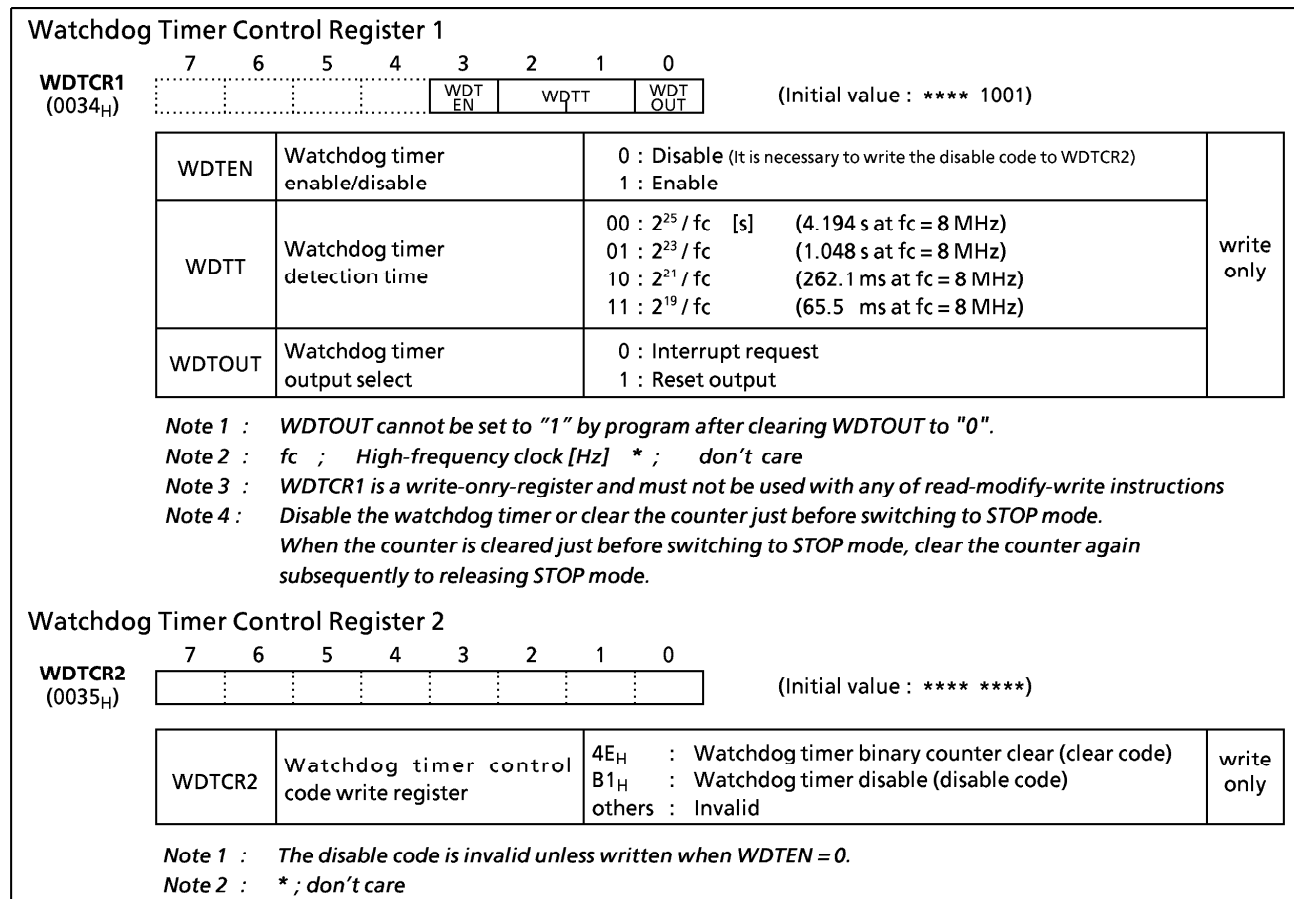 Watchdog Timer Control Register 1
7 6 5 4 3 2 1 0
WDTCR1 (0034H) WDT EN WDTT WDT OUT (Initial value : **** 1001)
WDTEN Watchdog timer enable/disable 0 : Disable (It is necessary to write the disable code to WDTCR2)
1 : Enable
WDTT Watchdog timer detection time 00 : 2²⁵ / fc [s] (4.194 s at fc = 8 MHz)
01 : 2²³ / fc (1.048 s at fc = 8 MHz)
10 : 2²¹ / fc (262.1 ms at fc = 8 MHz)
11 : 2¹⁹ / fc (65.5 ms at fc = 8 MHz)
write only
WDTOUT Watchdog timer output select 0 : Interrupt request
1 : Reset output
Note 1 : WDTOUT cannot be set to "1" by program after clearing WDTOUT to "0".
Note 2 : fc ; High-frequency clock [Hz] * ; don't care
Note 3 : WDTCR1 is a write-onry-register and must not be used with any of read-modify-write instructions
Note 4 : Disable the watchdog timer or clear the counter just before switching to STOP mode.
When the counter is cleared just before switching to STOP mode, clear the counter again
subsequently to releasing STOP mode.
Watchdog Timer Control Register 2
7 6 5 4 3 2 1 0
WDTCR2 (0035H) (Initial value : **** ****)
WDTCR2 Watchdog timer control code write register 4EH : Watchdog timer binary counter clear (clear code)
B1H : Watchdog timer disable (disable code)
others : Invalid
write only
Note 1 : The disable code is invalid unless written when WDTEN = 0.
Note 2 : * ; don't care